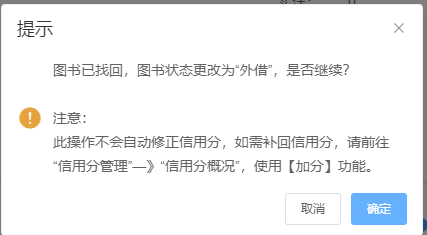 提示
图书已找回，图书状态更改为“外借”，是否继续？
注意：
此操作不会自动修正信用分，如需补回信用分，请前往
“信用分管理”—》“信用分概况”，使用【加分】功能。
取消
确定